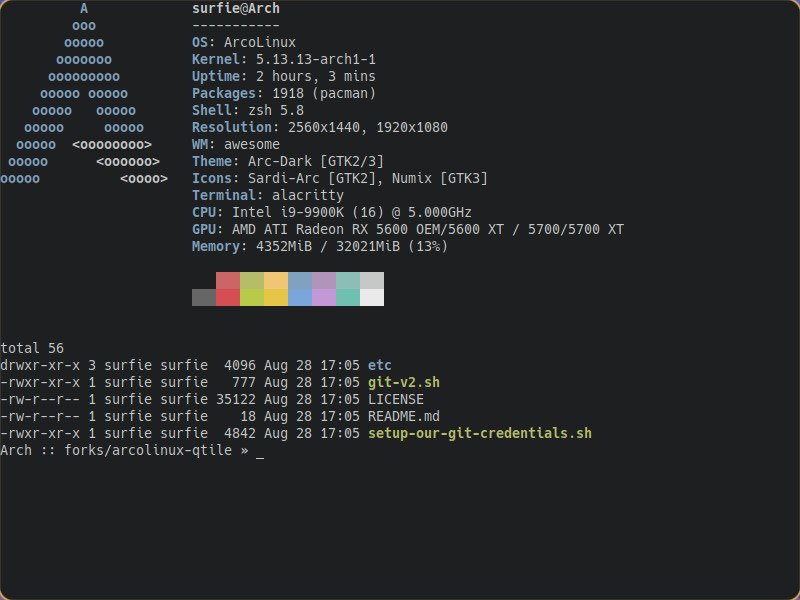 A surfie@Arch
ooo -----------
ooooo OS: ArcoLinux
ooooooo Kernel: 5.13.13-arch1-1
ooooooooo Uptime: 2 hours, 3 mins
ooooo ooooo Packages: 1918 (pacman)
ooooo ooooo Shell: zsh 5.8
ooooo ooooo Resolution: 2560x1440, 1920x1080
ooooo <oooooooo> WM: awesome
ooooo <oooooo> Theme: Arc-Dark [GTK2/3]
ooooo <oooo> Icons: Sardi-Arc [GTK2], Numix [GTK3]
Terminal: alacritty
CPU: Intel i9-9900K (16) @ 5.000GHz
GPU: AMD ATI Radeon RX 5600 OEM/5600 XT / 5700/5700 XT
Memory: 4352MiB / 32021MiB (13%)
total 56
drwxr-xr-x 3 surfie surfie 4096 Aug 28 17:05 etc
-rwxr-xr-x 1 surfie surfie 777 Aug 28 17:05 git-v2.sh
-rw-r--r-- 1 surfie surfie 35122 Aug 28 17:05 LICENSE
-rw-r--r-- 1 surfie surfie 18 Aug 28 17:05 README.md
-rwxr-xr-x 1 surfie surfie 4842 Aug 28 17:05 setup-our-git-credentials.sh
Arch :: forks/arcolinux-qtile » _